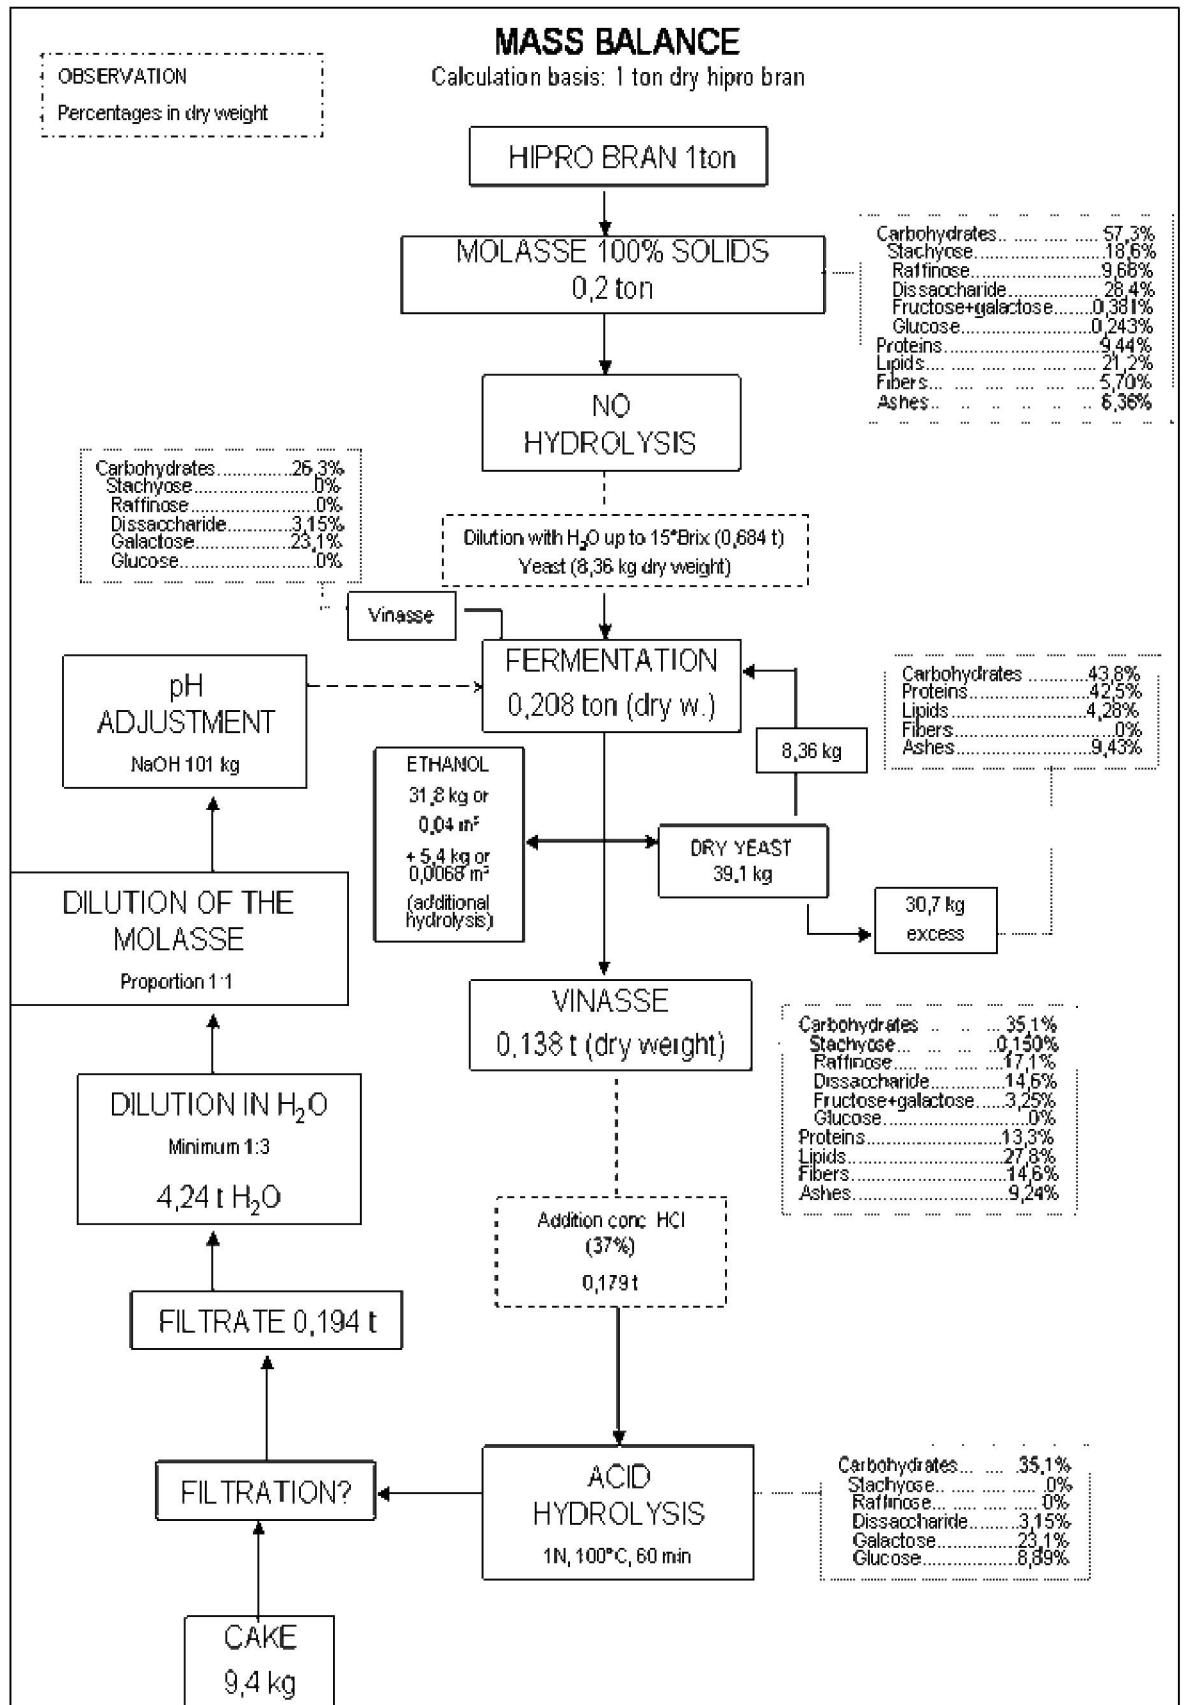 MASS BALANCE
Calculation basis: 1 ton dry hipro bran
OBSERVATION
Percentages in dry weight
HIPRO BRAN 1ton
MOLASSE 100% SOLIDS
0,2 ton
Carbohydrates.. .... .... .... 57,3%
Stachyose...................18,6%
Raffinose....................9,68%
Dissaccharide.............28,4%
Fructose+galactose.....0,381%
Glucose.....................0,243%
Proteins.......................9,44%
Lipids..........................21,2%
Fibers... .... .... .... .... ....5,70%
Ashes.. .. .. .. .. .. .. 6,36%
NO
HYDROLYSIS
Carbohydrates.............26,3%
Stachyose....................0%
Raffinose.....................0%
Dissaccharide.............3,15%
Galactose...................23,1%
Glucose.......................0%
Dilution with H₂O up to 15°Brix (0,684 t)
Yeast (8,36 kg dry weight)
Vinasse
FERMENTATION
0,208 ton (dry w.)
pH
ADJUSTMENT
NaOH 101 kg
Carbohydrates ..........43,8%
Proteins ....................42,5%
Lipids........................4,28%
Fibers...........................0%
Ashes........................9,43%
8,36 kg
ETHANOL
31,8 kg or
0,04 m³
+ 5,4 kg or
0,0068 m³
(additional
hydrolysis)
DRY YEAST
39,1 kg
30,7 kg
excess
DILUTION OF THE
MOLASSE
Proportion 1:1
VINASSE
0,138 t (dry weight)
Carbohydrates .. .. ... 35,1%
Stachyose... ... ... ..0,150%
Raffinose.... .... .... ...17,1%
Dissaccharide............14,6%
Fructose+galactose.....3,25%
Glucose.........................0%
Proteins.....................13,3%
Lipids........................27,8%
Fibers........................14,6%
Ashes........................9,24%
DILUTION IN H₂O
Minimum 1:3
4,24 t H₂O
Addition conc HCl
(37%)
0,179 t
FILTRATE 0,194 t
FILTRATION?
ACID
HYDROLYSIS
1N, 100°C, 60 min
Carbohydrates... .... ....35,1%
Stachyose.... .... .... .... .0%
Raffinose.... .... .... .... ...0%
Dissaccharide.........3,15%
Galactose...............23,1%
Glucose.................8,89%
CAKE
9,4 kg